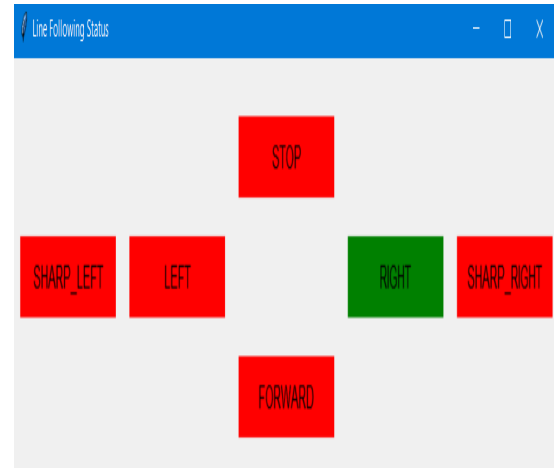 Line Following Status
STOP
SHARP_LEFT LEFT RIGHT SHARP_RIGHT
FORWARD